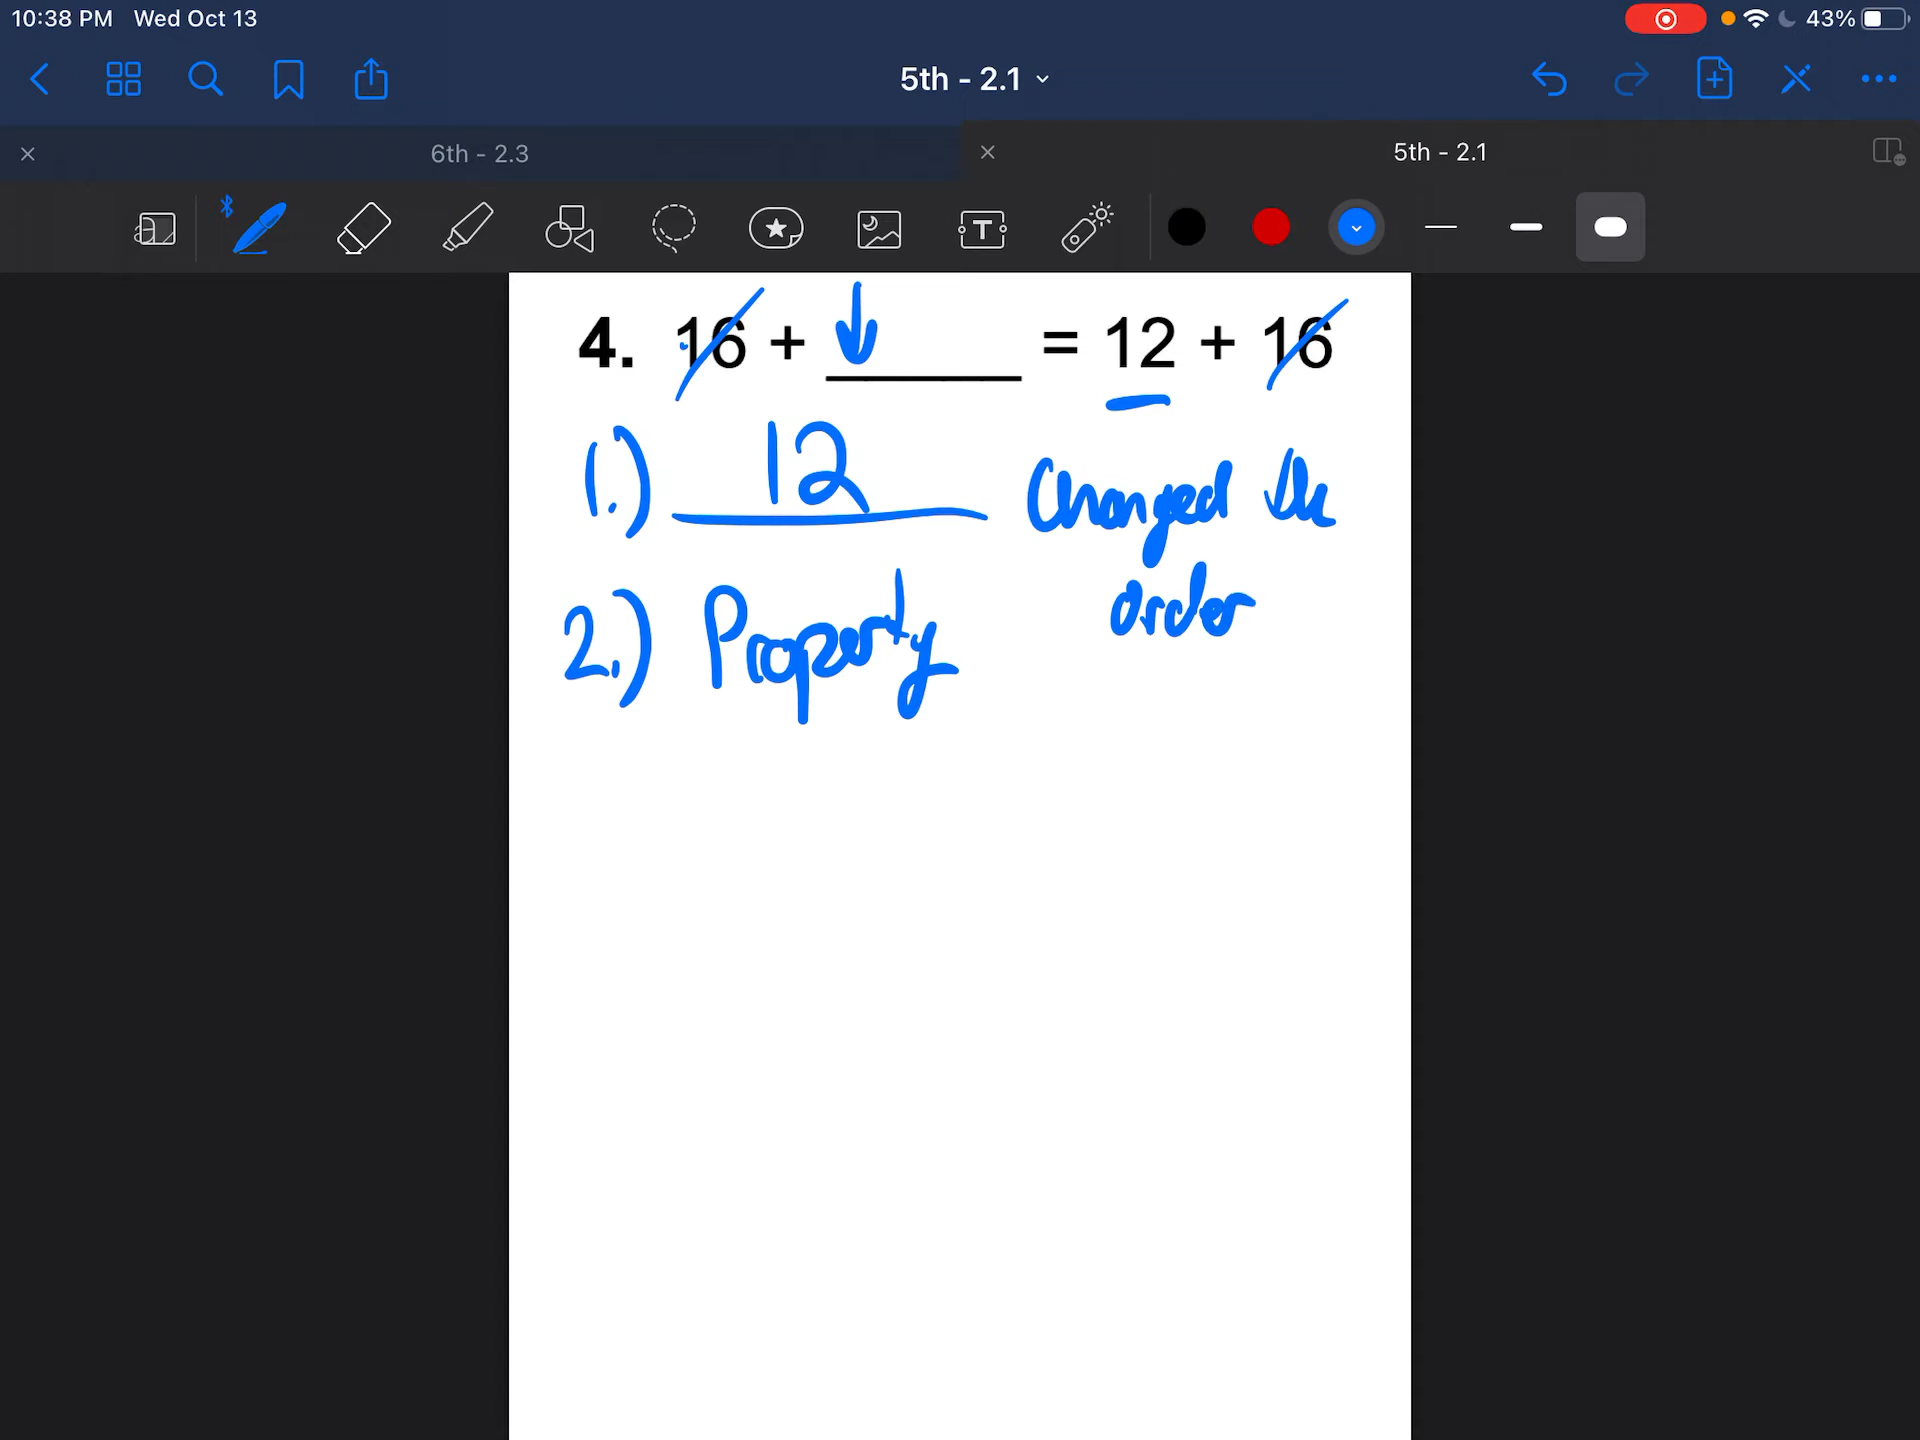 10:38 PM Wed Oct 13
43%
5th - 2.1
6th - 2.3
5th - 2.1
4. 16 + ______ = 12 + 16
1.) 12 Changed the
order
2.) Property